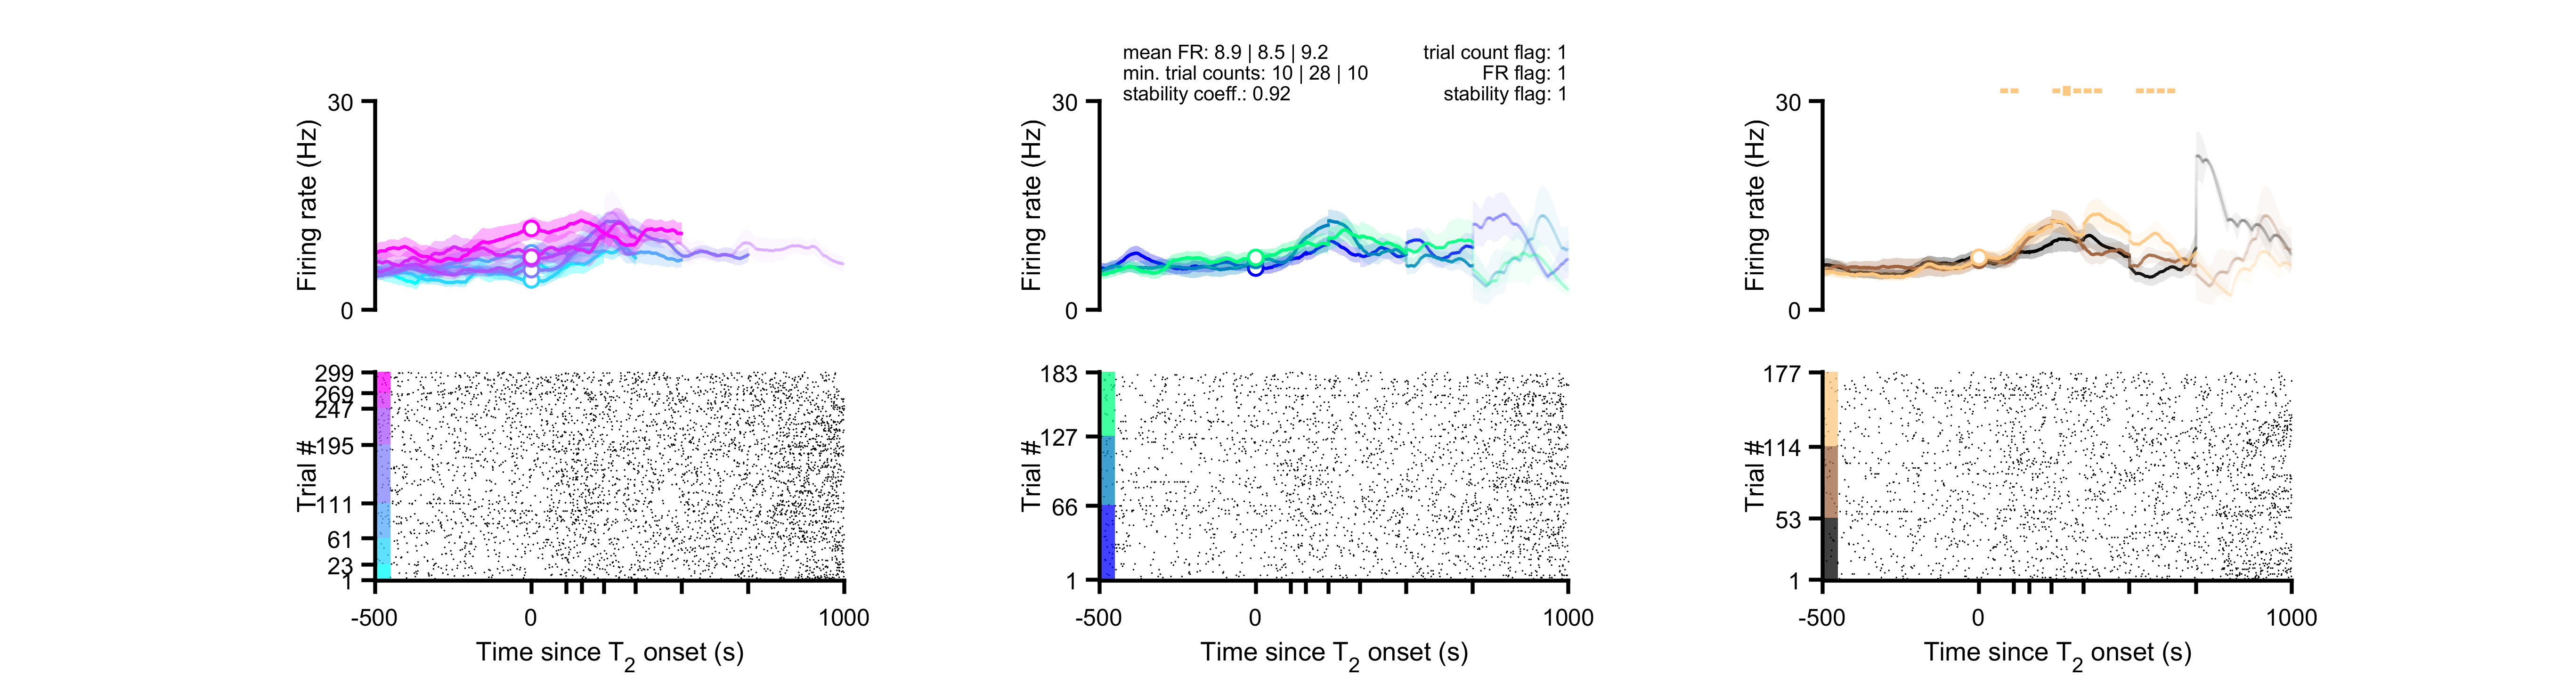 mean FR: 8.9 | 8.5 | 9.2
min. trial counts: 10 | 28 | 10
stability coeff.: 0.92
trial count flag: 1
FR flag: 1
stability flag: 1
30
0
Firing rate (Hz)
30
0
Firing rate (Hz)
30
0
Firing rate (Hz)
299
269
247
195
111
61
23
1
Trial #
-500
0
1000
Time since T2 onset (s)
183
127
66
1
Trial #
-500
0
1000
Time since T2 onset (s)
177
114
53
1
Trial #
-500
0
1000
Time since T2 onset (s)